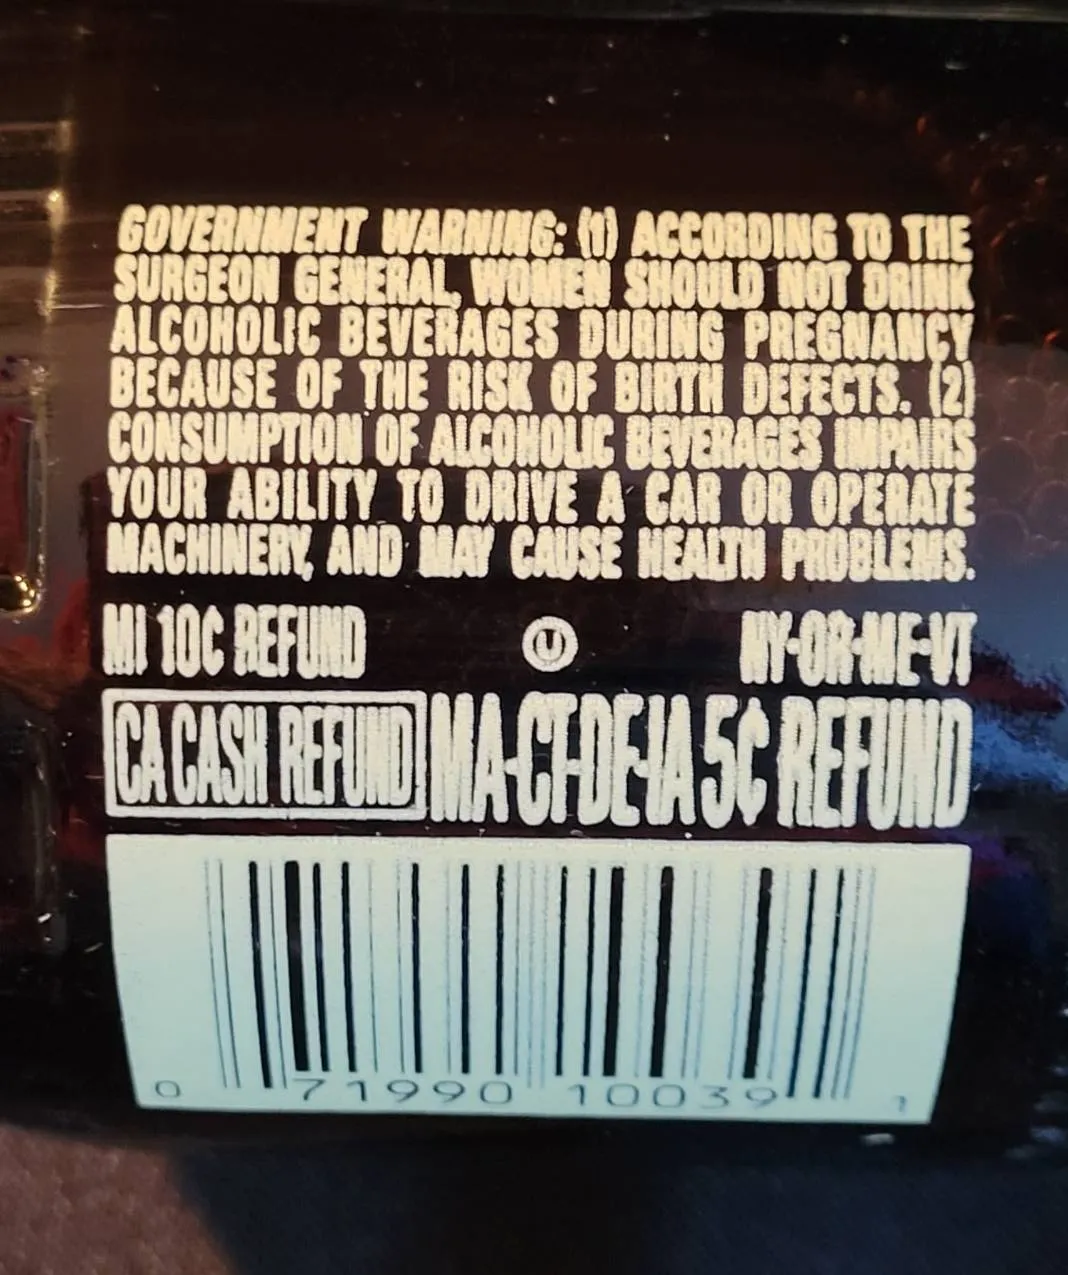 GOVERNMENT WARNING: (1) ACCORDING TO THE
SURGEON GENERAL, WOMEN SHOULD NOT DRINK
ALCOHOLIC BEVERAGES DURING PREGNANCY
BECAUSE OF THE RISK OF BIRTH DEFECTS. (2)
CONSUMPTION OF ALCOHOLIC BEVERAGES IMPAIRS
YOUR ABILITY TO DRIVE A CAR OR OPERATE
MACHINERY, AND MAY CAUSE HEALTH PROBLEMS.
MI 10¢ REFUND U NY-OR-ME-VT
CA CASH REFUND MA-CT-DE-IA 5¢ REFUND
0 71990 10039 1